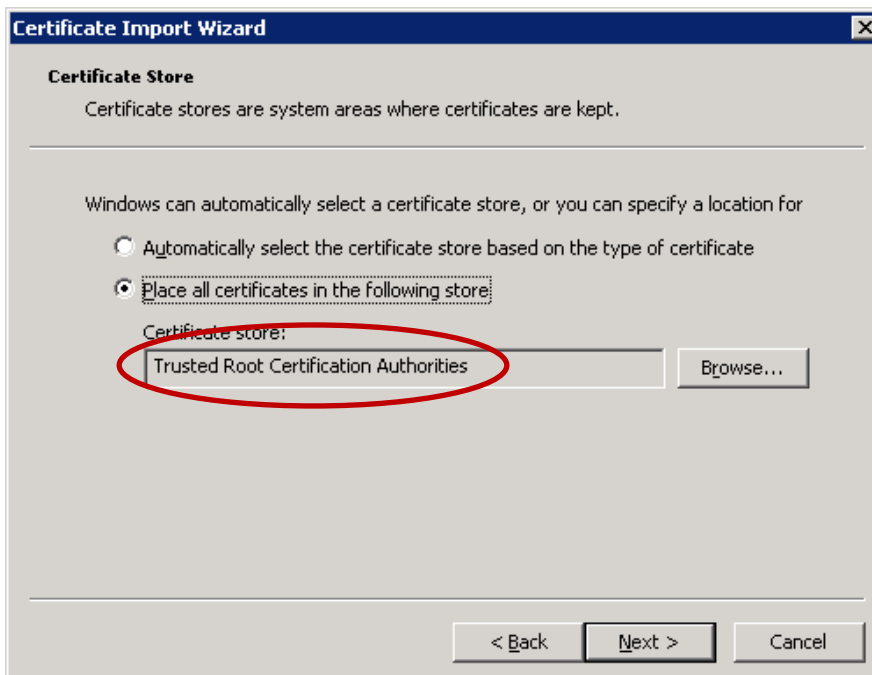 Certificate Import Wizard
Certificate Store
Certificate stores are system areas where certificates are kept.
Windows can automatically select a certificate store, or you can specify a location for
Automatically select the certificate store based on the type of certificate
Place all certificates in the following store
Certificate store:
Trusted Root Certification Authorities
Browse...
< Back
Next >
Cancel